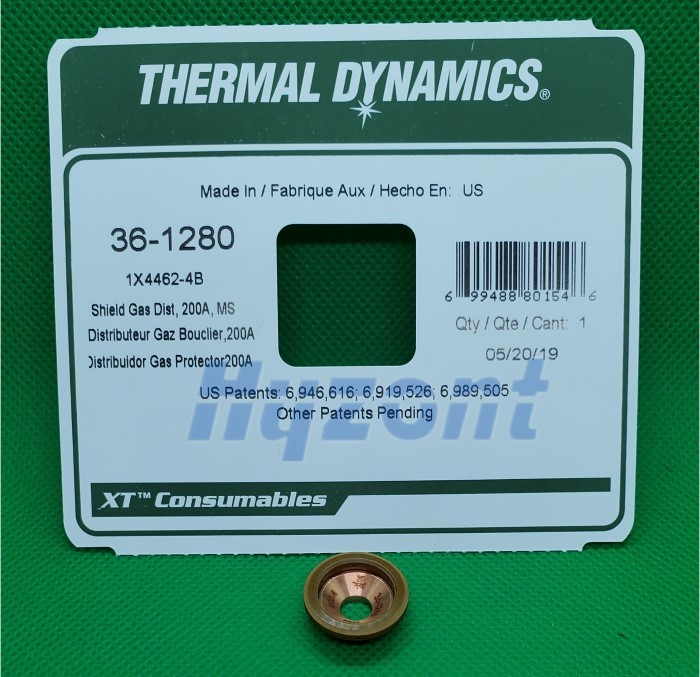 THERMAL DYNAMICS®
Made In / Fabrique Aux / Hecho En: US
36-1280
1X4462-4B
Shield Gas Dist, 200A, MS
Distributeur Gaz Bouclier,200A
Distribuidor Gas Protector200A
6 99488 80154 6
Qty / Qte / Cant: 1
05/20/19
US Patents: 6,946,616; 6,919,526; 6,989,505
Other Patents Pending
Hyzont
XT™ Consumables